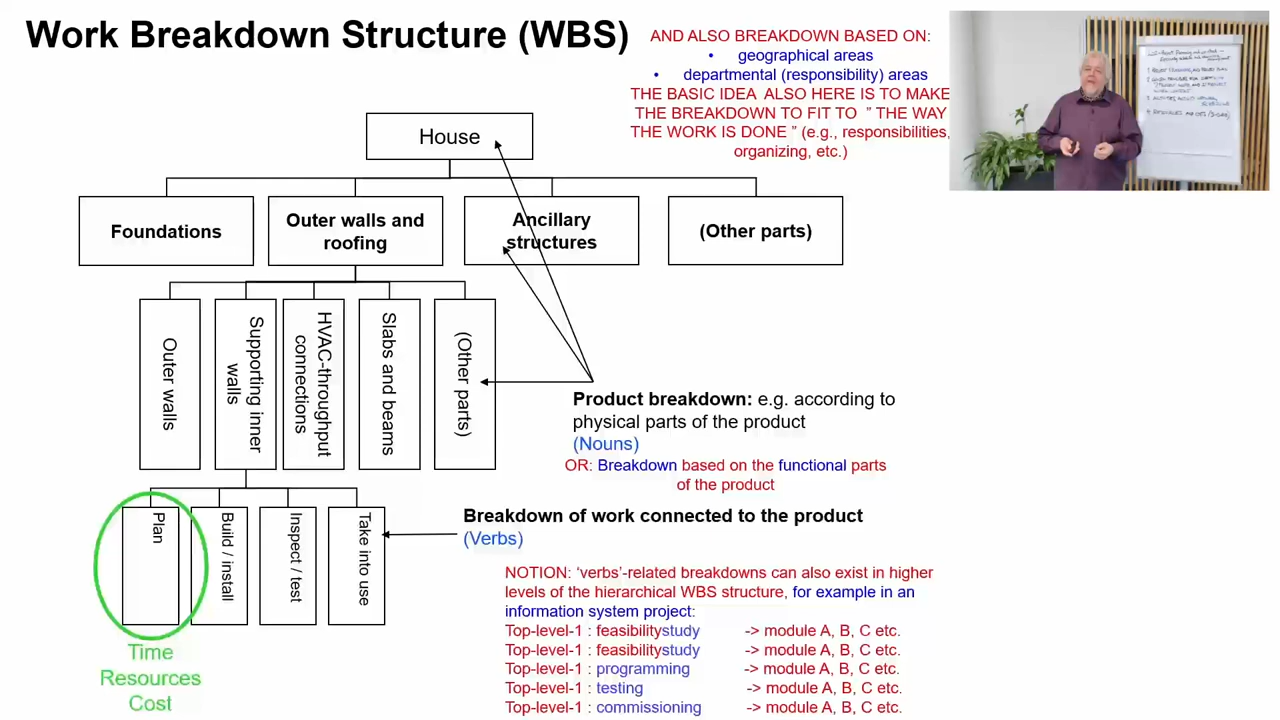 Work Breakdown Structure (WBS)
AND ALSO BREAKDOWN BASED ON:
• geographical areas
• departmental (responsibility) areas
THE BASIC IDEA ALSO HERE IS TO MAKE
THE BREAKDOWN TO FIT TO ” THE WAY
THE WORK IS DONE ” (e.g., responsibilities,
organizing, etc.)
House
Foundations
Outer walls and
roofing
Ancillary
structures
(Other parts)
Outer walls
Supporting inner
walls
HVAC-throughput
connections
Slabs and beams
(Other parts)
Product breakdown: e.g. according to
physical parts of the product
(Nouns)
OR: Breakdown based on the functional parts
of the product
Plan
Build / install
Inspect / test
Take into use
Breakdown of work connected to the product
(Verbs)
NOTION: ‘verbs’-related breakdowns can also exist in higher
levels of the hierarchical WBS structure, for example in an
information system project:
Top-level-1 : feasibilitystudy -> module A, B, C etc.
Top-level-1 : feasibilitystudy -> module A, B, C etc.
Top-level-1 : programming -> module A, B, C etc.
Top-level-1 : testing -> module A, B, C etc.
Top-level-1 : commissioning -> module A, B, C etc.
Time
Resources
Cost